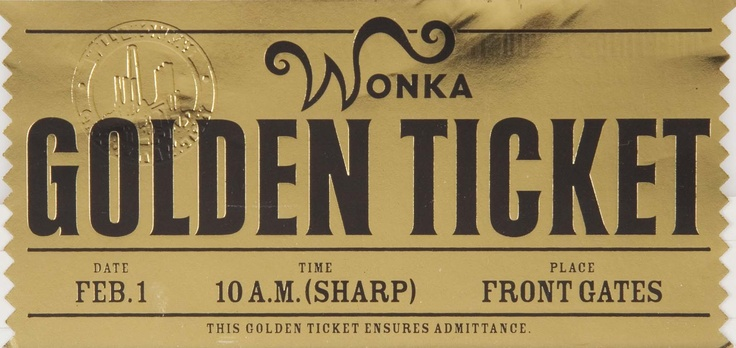 WONKA
GOLDEN TICKET
DATE TIME PLACE
FEB.1 10 A.M.(SHARP) FRONT GATES
THIS GOLDEN TICKET ENSURES ADMITTANCE.